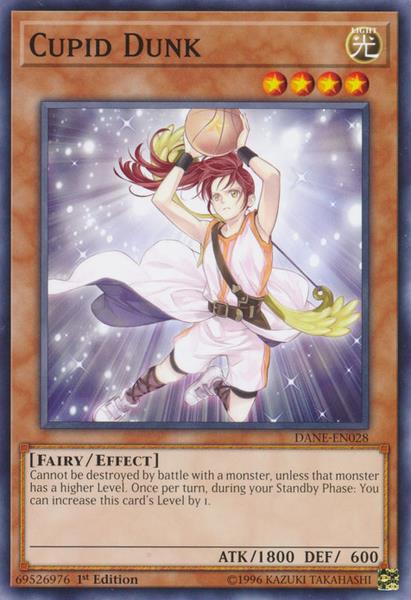 CUPID DUNK
LIGHT
光
DANE-EN028
[FAIRY/EFFECT]
Cannot be destroyed by battle with a monster, unless that monster
has a higher Level. Once per turn, during your Standby Phase: You
can increase this card's Level by 1.
ATK/1800 DEF/ 600
69526976 1st Edition ©1996 KAZUKI TAKAHASHI